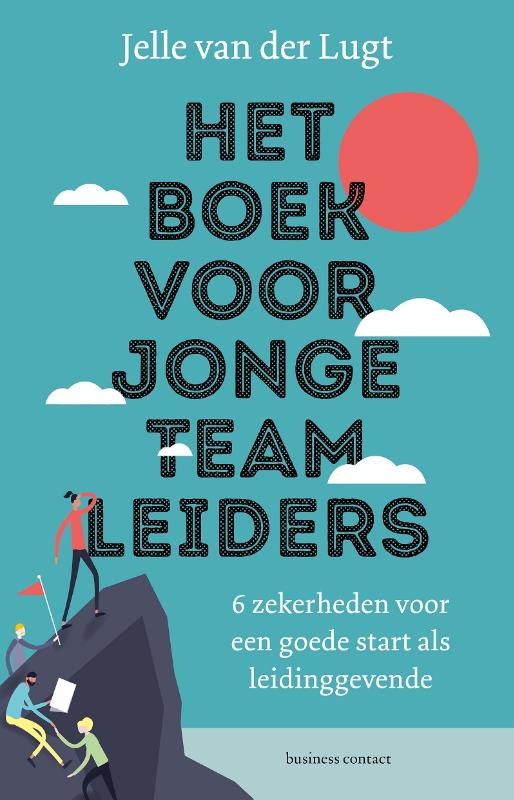 Jelle van der Lugt
HET
BOEK
VOOR
JONGE
TEAM
LEIDERS
6 zekerheden voor
een goede start als
leidinggevende
business contact